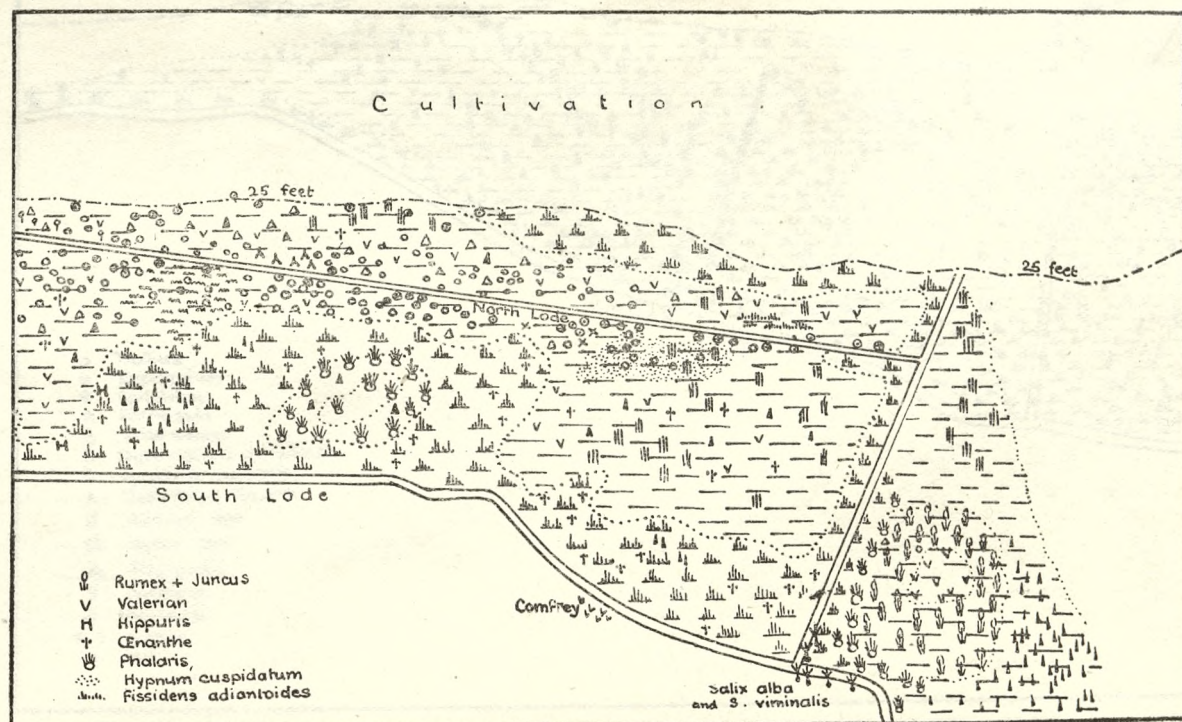 Cultivation
25 feet
25 feet
North Lode
South Lode
Comfrey
Rumex + Juncus
Valerian
Hippuris
Œnanthe
Phalaris,
Hypnum cuspidatum
Fissidens adiantoides
Salix alba
and S. viminalis